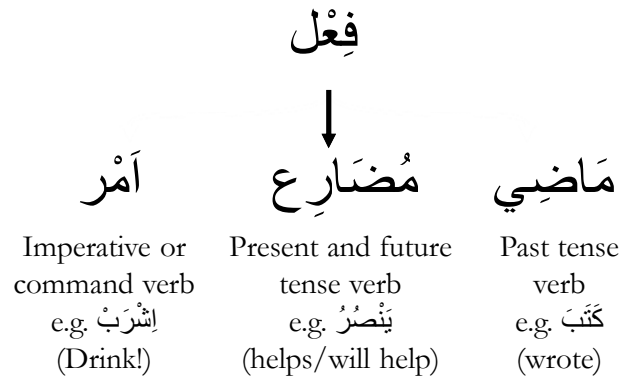 فِعْل
مَاضِي
مُضَارِع
اَمْر
Past tense
verb
e.g. كَتَبَ
(wrote)
Present and future
tense verb
e.g. يَنْصُرُ
(helps/will help)
Imperative or
command verb
e.g. اِشْرَبْ
(Drink!)